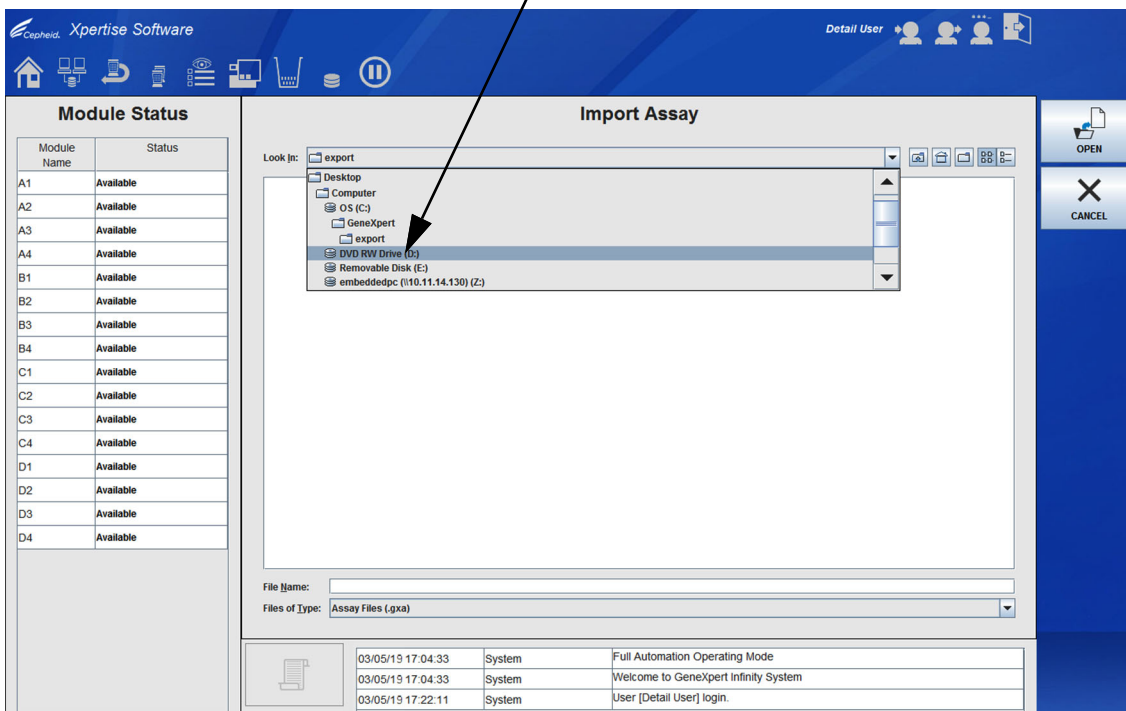 Cepheid. Xpertise Software
Detail User
Module Status
Module Name Status
A1 Available
A2 Available
A3 Available
A4 Available
B1 Available
B2 Available
B3 Available
B4 Available
C1 Available
C2 Available
C3 Available
C4 Available
D1 Available
D2 Available
D3 Available
D4 Available
Import Assay
Look In: export
Desktop
Computer
OS (C:)
GeneXpert
export
DVD RW Drive (D:)
Removable Disk (E:)
embeddedpc (\\10.11.14.130) (Z:)
File Name:
Files of Type: Assay Files (.gxa)
03/05/19 17:04:33 System Full Automation Operating Mode
03/05/19 17:04:33 System Welcome to GeneXpert Infinity System
03/05/19 17:22:11 System User [Detail User] login.
OPEN
CANCEL